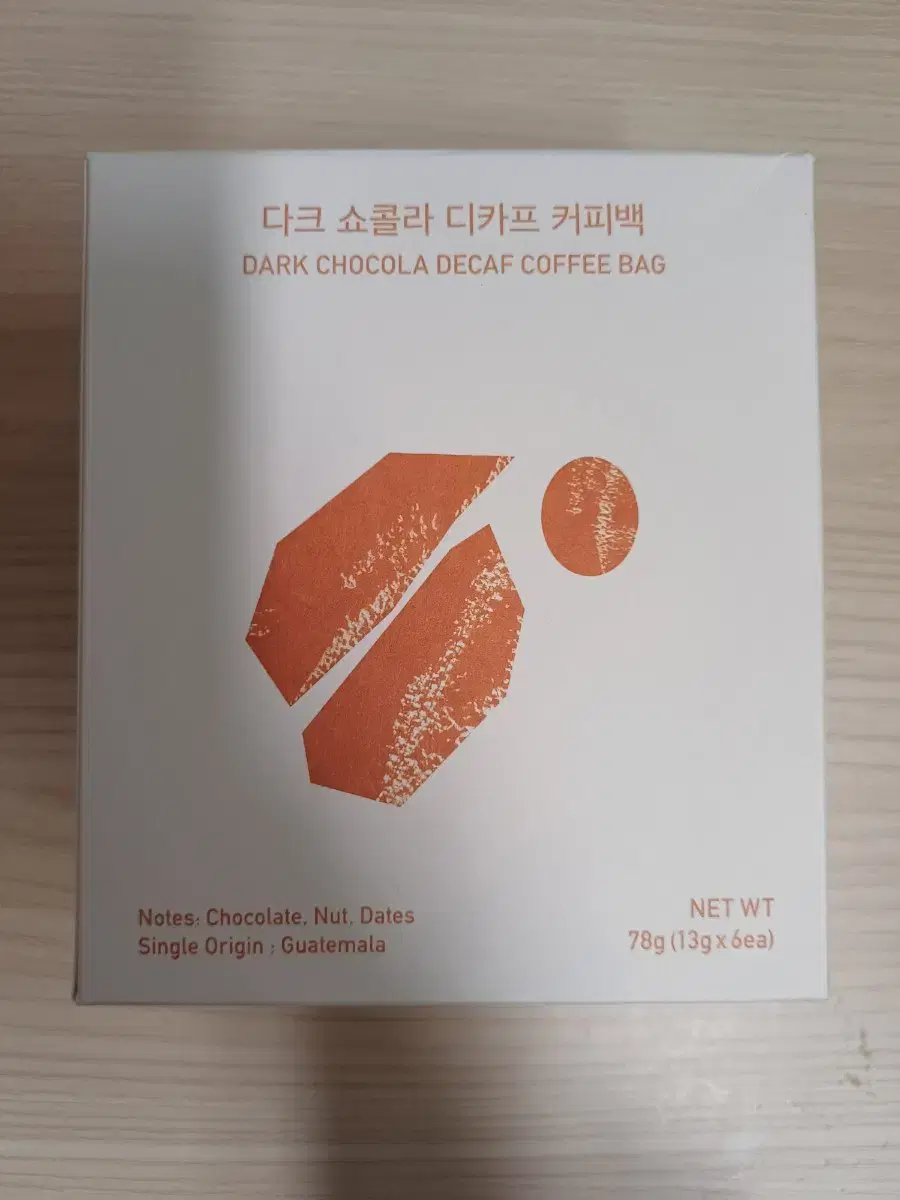 다크 쇼콜라 디카프 커피백
DARK CHOCOLA DECAF COFFEE BAG
Notes: Chocolate, Nut, Dates
Single Origin ; Guatemala
NET WT
78g (13g x 6ea)